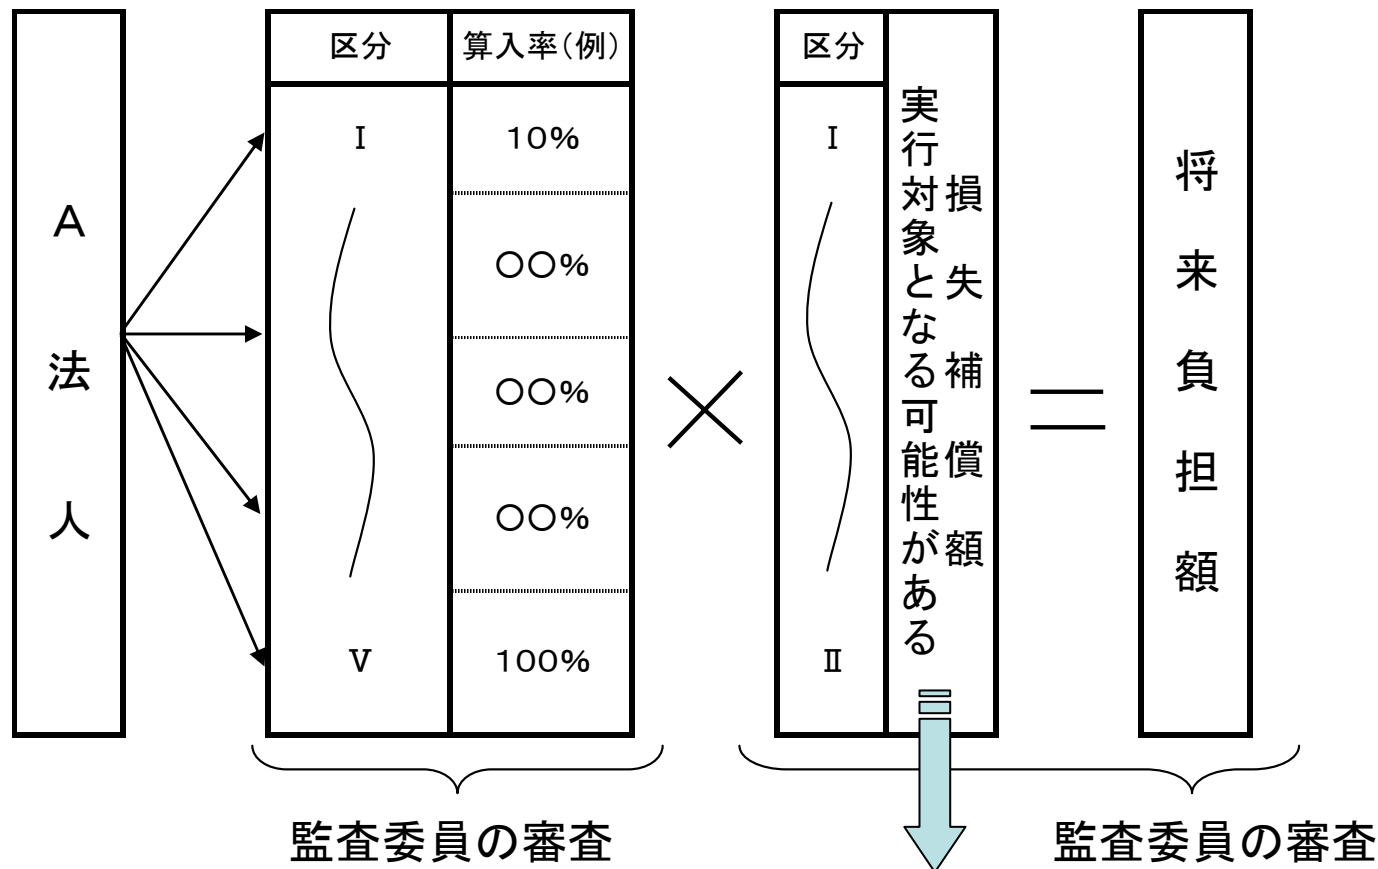 A法人
区分
算入率(例)
Ⅰ
10%
○○%
○○%
○○%
Ⅴ
100%
×
区分
Ⅰ
Ⅱ
損失補償額
実行対象となる可能性がある
=
将来負担額
監査委員の審査
監査委員の審査